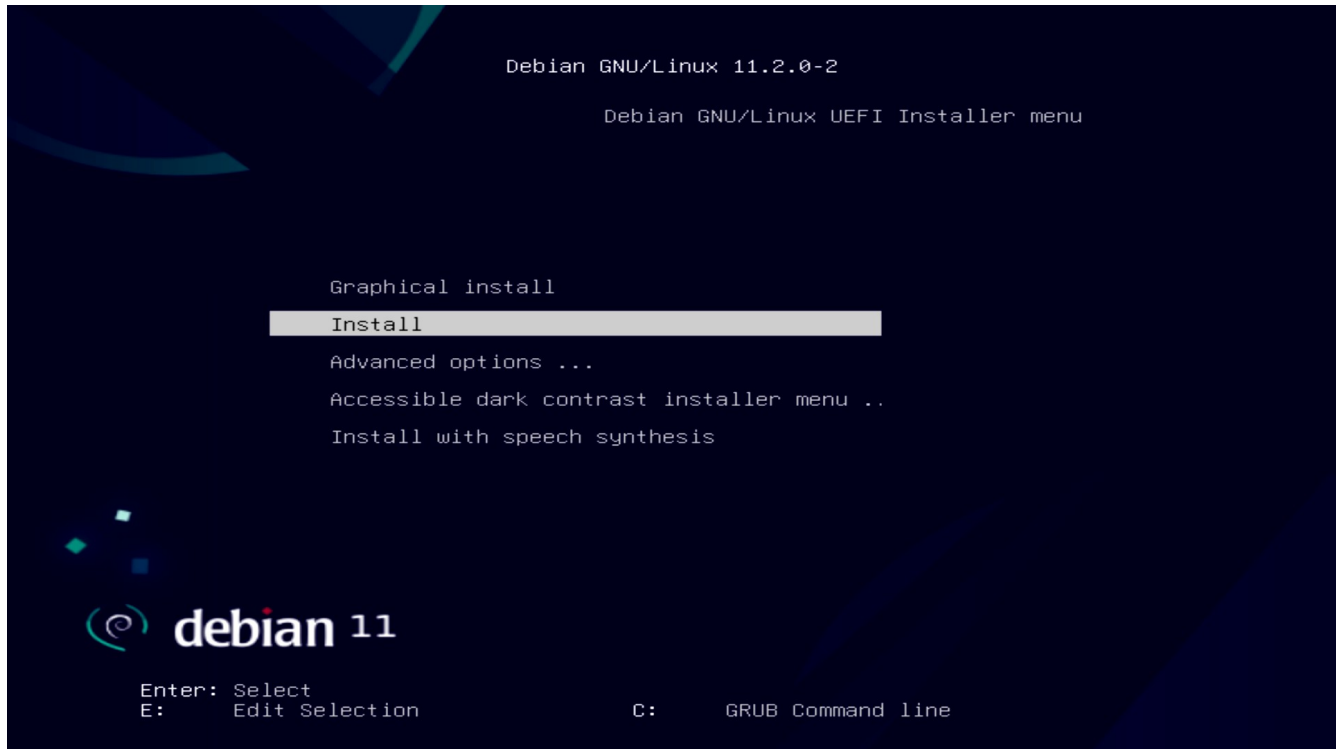 Debian GNU/Linux 11.2.0-2
Debian GNU/Linux UEFI Installer menu
Graphical install
Install
Advanced options ...
Accessible dark contrast installer menu ..
Install with speech synthesis
debian 11
Enter: Select
E: Edit Selection C: GRUB Command line